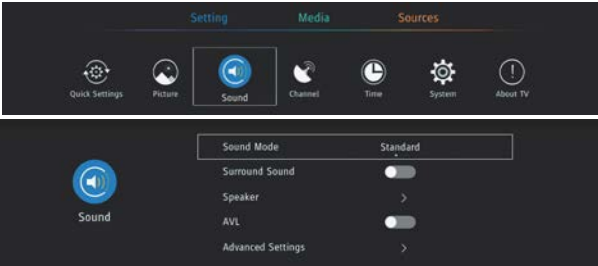 Setting Media Sources
Quick Settings Picture Sound Channel Time System About TV
Sound Mode Standard
Surround Sound
Speaker >
Sound
AVL
Advanced Settings >